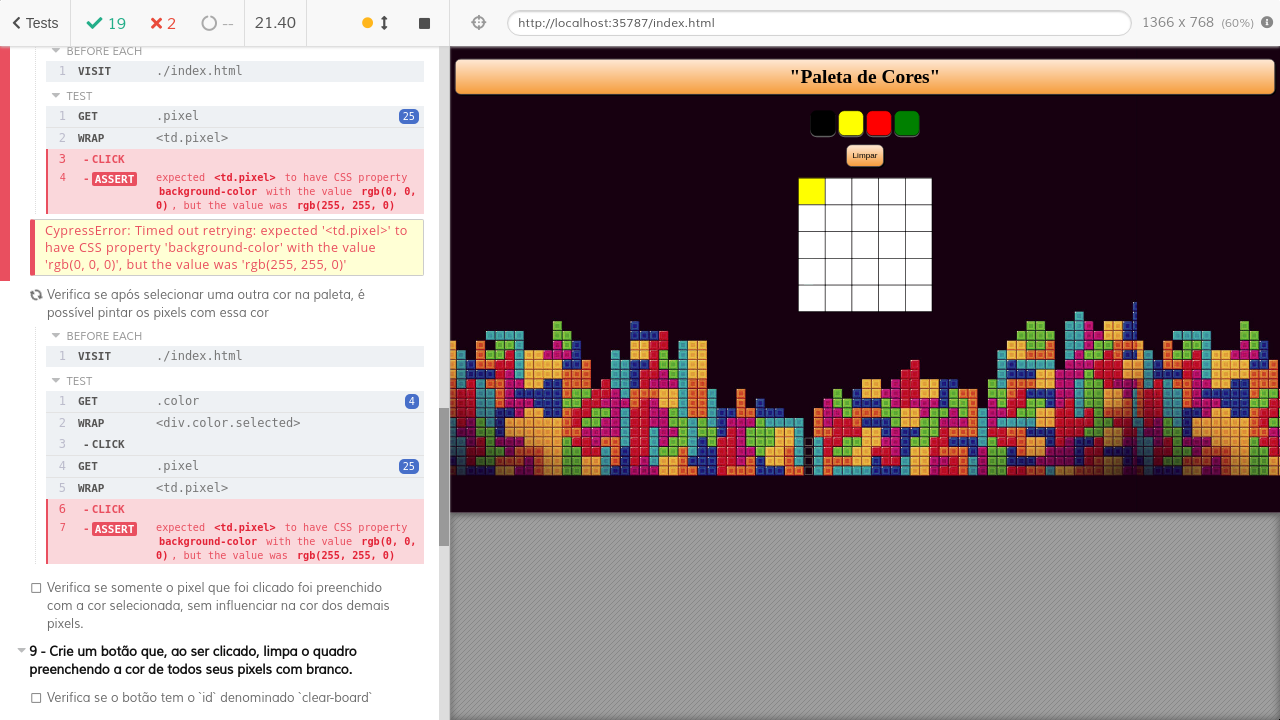 Tests
19
2
--
21.40
http://localhost:35787/index.html
1366 x 768 (60%)
BEFORE EACH
1 VISIT ./index.html
TEST
1 GET .pixel 25
2 WRAP <td.pixel>
3 - CLICK
4 - ASSERT expected <td.pixel> to have CSS property
background-color with the value rgb(0, 0,
0) , but the value was rgb(255, 255, 0)
CypressError: Timed out retrying: expected '<td.pixel>' to
have CSS property 'background-color' with the value
'rgb(0, 0, 0)', but the value was 'rgb(255, 255, 0)'
Verifica se após selecionar uma outra cor na paleta, é
possível pintar os pixels com essa cor
BEFORE EACH
1 VISIT ./index.html
TEST
1 GET .color 4
2 WRAP <div.color.selected>
3 - CLICK
4 GET .pixel 25
5 WRAP <td.pixel>
6 - CLICK
7 - ASSERT expected <td.pixel> to have CSS property
background-color with the value rgb(0, 0,
0) , but the value was rgb(255, 255, 0)
Verifica se somente o pixel que foi clicado foi preenchido
com a cor selecionada, sem influenciar na cor dos demais
pixels.
9 - Crie um botão que, ao ser clicado, limpa o quadro
preenchendo a cor de todos seus pixels com branco.
Verifica se o botão tem o `id` denominado `clear-board`
"Paleta de Cores"
Limpar